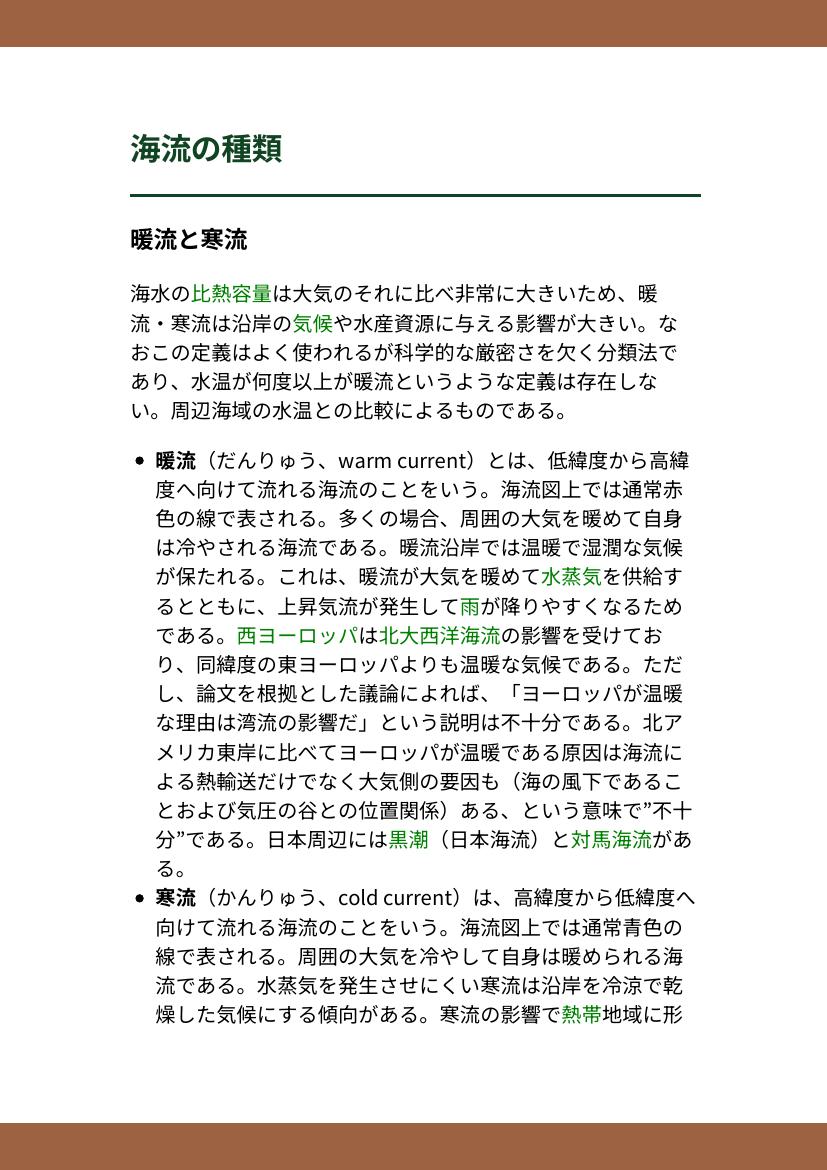 海流の種類
暖流と寒流
海水の比熱容量は大気のそれに比べ非常に大きいため、暖
流・寒流は沿岸の気候や水産資源に与える影響が大きい。な
おこの定義はよく使われるが科学的な厳密さを欠く分類法で
あり、水温が何度以上が暖流というような定義は存在しな
い。周辺海域の水温との比較によるものである。
• 暖流（だんりゅう、warm current）とは、低緯度から高緯
度へ向けて流れる海流のことをいう。海流図上では通常赤
色の線で表される。多くの場合、周囲の大気を暖めて自身
は冷やされる海流である。暖流沿岸では温暖で湿潤な気候
が保たれる。これは、暖流が大気を暖めて水蒸気を供給す
るとともに、上昇気流が発生して雨が降りやすくなるため
である。西ヨーロッパは北大西洋海流の影響を受けてお
り、同緯度の東ヨーロッパよりも温暖な気候である。ただ
し、論文を根拠とした議論によれば、「ヨーロッパが温暖
な理由は湾流の影響だ」という説明は不十分である。北ア
メリカ東岸に比べてヨーロッパが温暖である原因は海流に
よる熱輸送だけでなく大気側の要因も（海の風下であるこ
とおよび気圧の谷との位置関係）ある、という意味で”不十
分”である。日本周辺には黒潮（日本海流）と対馬海流があ
る。
• 寒流（かんりゅう、cold current）は、高緯度から低緯度へ
向けて流れる海流のことをいう。海流図上では通常青色の
線で表される。周囲の大気を冷やして自身は暖められる海
流である。水蒸気を発生させにくい寒流は沿岸を冷涼で乾
燥した気候にする傾向がある。寒流の影響で熱帯地域に形